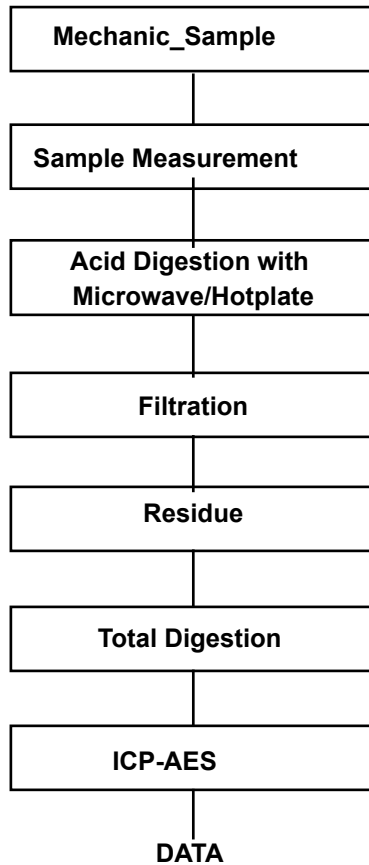 Mechanic_Sample
Sample Measurement
Acid Digestion with
Microwave/Hotplate
Filtration
Residue
Total Digestion
ICP-AES
DATA